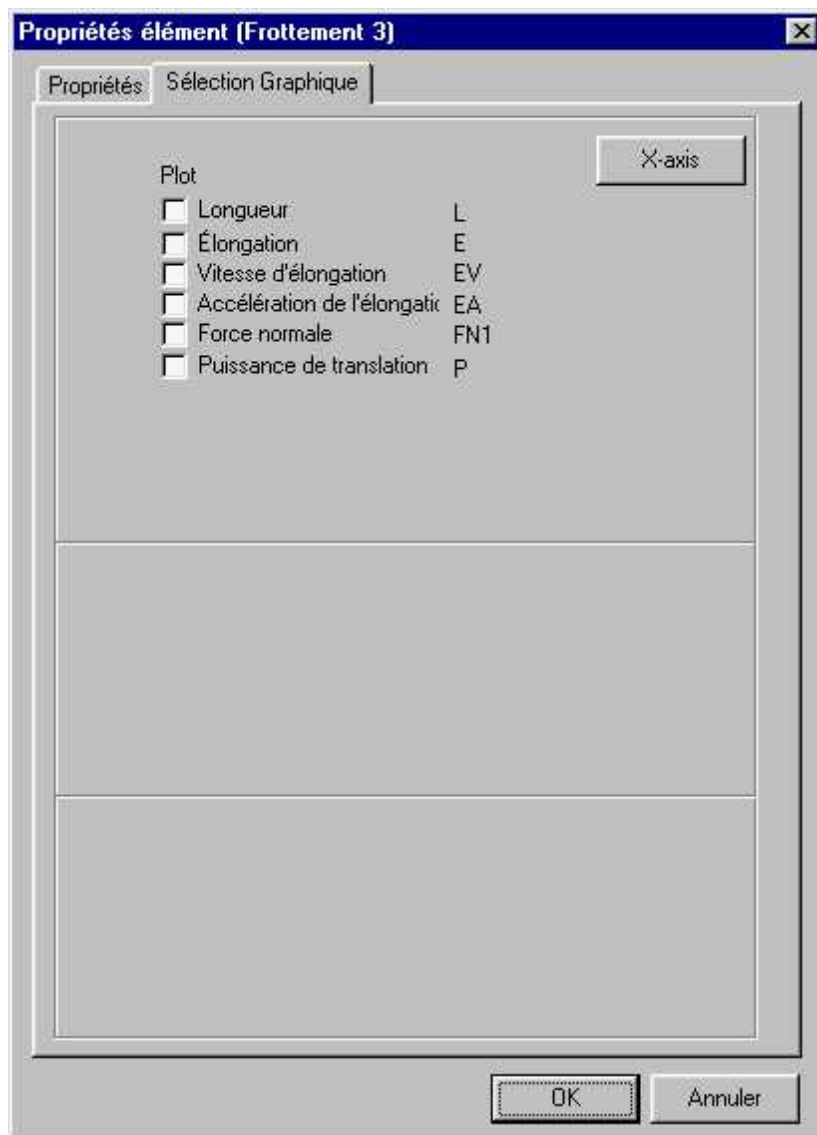 Propriétés élément (Frottement 3)
Propriétés Sélection Graphique
X-axis
Plot
Longueur L
Élongation E
Vitesse d'élongation EV
Accélération de l'élongatic EA
Force normale FN1
Puissance de translation P
OK Annuler